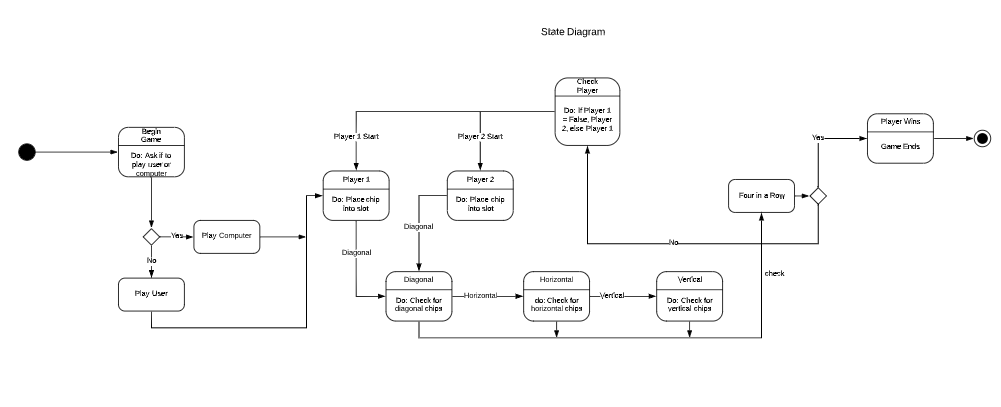 State Diagram
Check
Player
Do: If Player 1
= False, Player
2, else Player 1
Begin
Game
Do: Ask if to
play user or
computer
Player 1 Start
Player 2 Start
Player Wins
Game Ends
Yes
Player 1
Do: Place chip
into slot
Player 2
Do: Place chip
into slot
Four in a Row
Yes
Play Computer
No
Diagonal
Diagonal
No
Play User
check
Diagonal
Do: Check for
diagonal chips
Horizontal
Horizontal
do: Check for
horizontal chips
Vertical
Vertical
Do: Check for
vertical chips